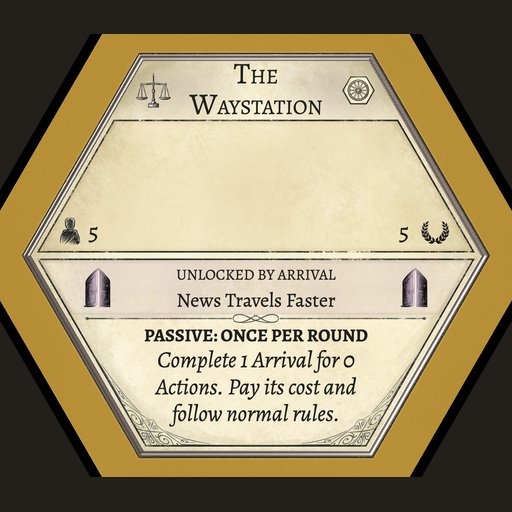 The
Waystation
5
5
UNLOCKED BY ARRIVAL
News Travels Faster
PASSIVE: ONCE PER ROUND
Complete 1 Arrival for 0
Actions. Pay its cost and
follow normal rules.